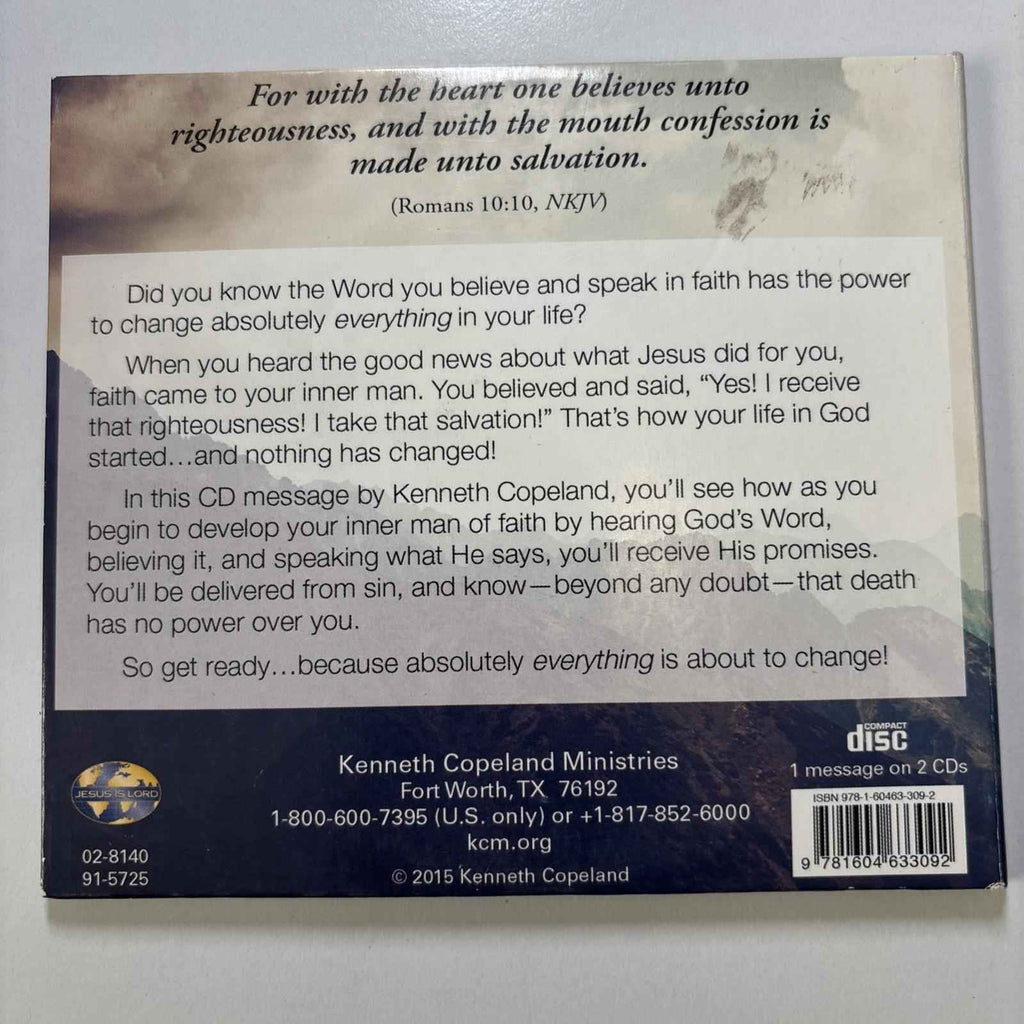 For with the heart one believes unto
righteousness, and with the mouth confession is
made unto salvation.
(Romans 10:10, NKJV)
Did you know the Word you believe and speak in faith has the power
to change absolutely everything in your life?
When you heard the good news about what Jesus did for you,
faith came to your inner man. You believed and said, “Yes! I receive
that righteousness! I take that salvation!” That’s how your life in God
started…and nothing has changed!
In this CD message by Kenneth Copeland, you’ll see how as you
begin to develop your inner man of faith by hearing God’s Word,
believing it, and speaking what He says, you’ll receive His promises.
You’ll be delivered from sin, and know—beyond any doubt—that death
has no power over you.
So get ready…because absolutely everything is about to change!
JESUS IS LORD
02-8140
91-5725
Kenneth Copeland Ministries
Fort Worth, TX 76192
1-800-600-7395 (U.S. only) or +1-817-852-6000
kcm.org
© 2015 Kenneth Copeland
COMPACT
disc
1 message on 2 CDs
ISBN 978-1-60463-309-2
9 781604 633092